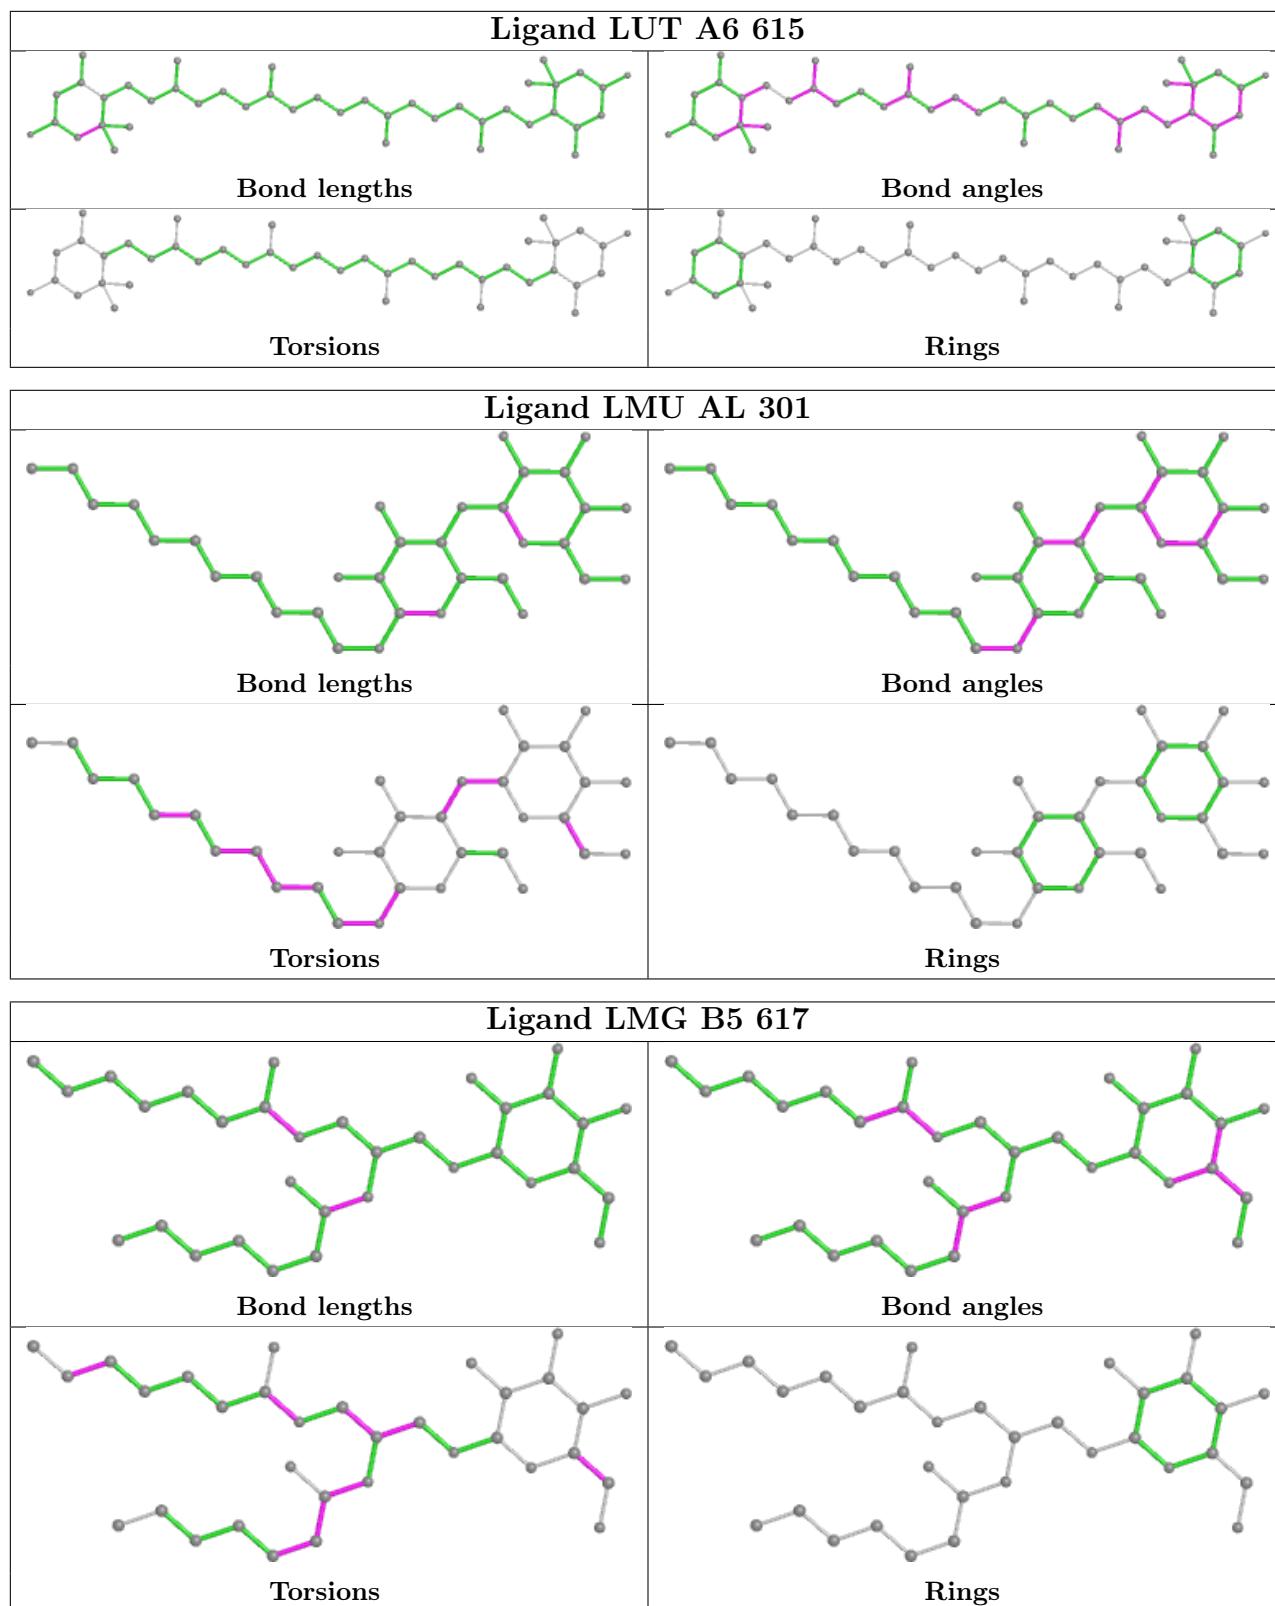 Ligand LUT A6 615
Bond lengths
Bond angles
Torsions
Rings
Ligand LMU AL 301
Bond lengths
Bond angles
Torsions
Rings
Ligand LMG B5 617
Bond lengths
Bond angles
Torsions
Rings